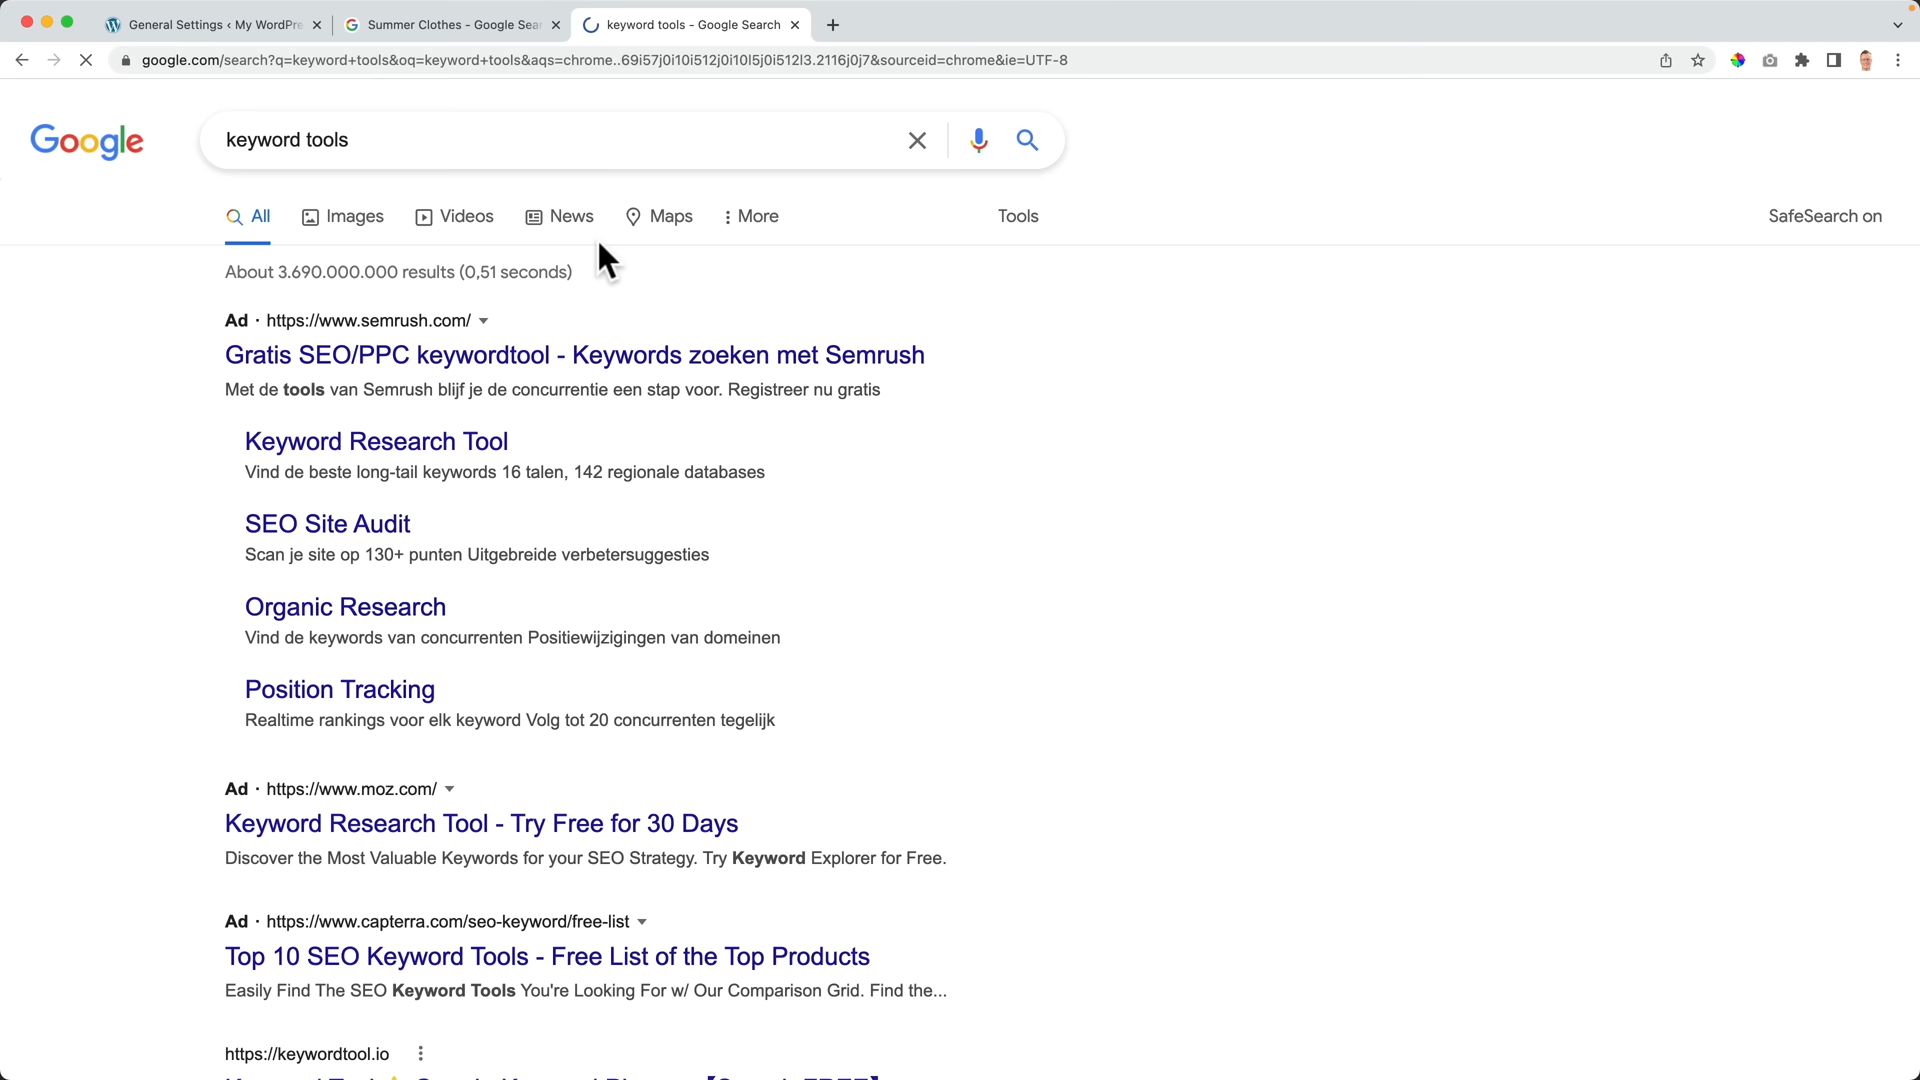 General Settings ‹ My WordPre
Summer Clothes - Google Sear
keyword tools - Google Search
google.com/search?q=keyword+tools&oq=keyword+tools&aqs=chrome..69i57j0i10i512j0i10l5j0i512l3.2116j0j7&sourceid=chrome&ie=UTF-8
Google
keyword tools
All Images Videos News Maps More Tools SafeSearch on
About 3.690.000.000 results (0,51 seconds)
Ad · https://www.semrush.com/
Gratis SEO/PPC keywordtool - Keywords zoeken met Semrush
Met de tools van Semrush blijf je de concurrentie een stap voor. Registreer nu gratis
Keyword Research Tool
Vind de beste long-tail keywords 16 talen, 142 regionale databases
SEO Site Audit
Scan je site op 130+ punten Uitgebreide verbetersuggesties
Organic Research
Vind de keywords van concurrenten Positiewijzigingen van domeinen
Position Tracking
Realtime rankings voor elk keyword Volg tot 20 concurrenten tegelijk
Ad · https://www.moz.com/
Keyword Research Tool - Try Free for 30 Days
Discover the Most Valuable Keywords for your SEO Strategy. Try Keyword Explorer for Free.
Ad · https://www.capterra.com/seo-keyword/free-list
Top 10 SEO Keyword Tools - Free List of the Top Products
Easily Find The SEO Keyword Tools You're Looking For w/ Our Comparison Grid. Find the...
https://keywordtool.io